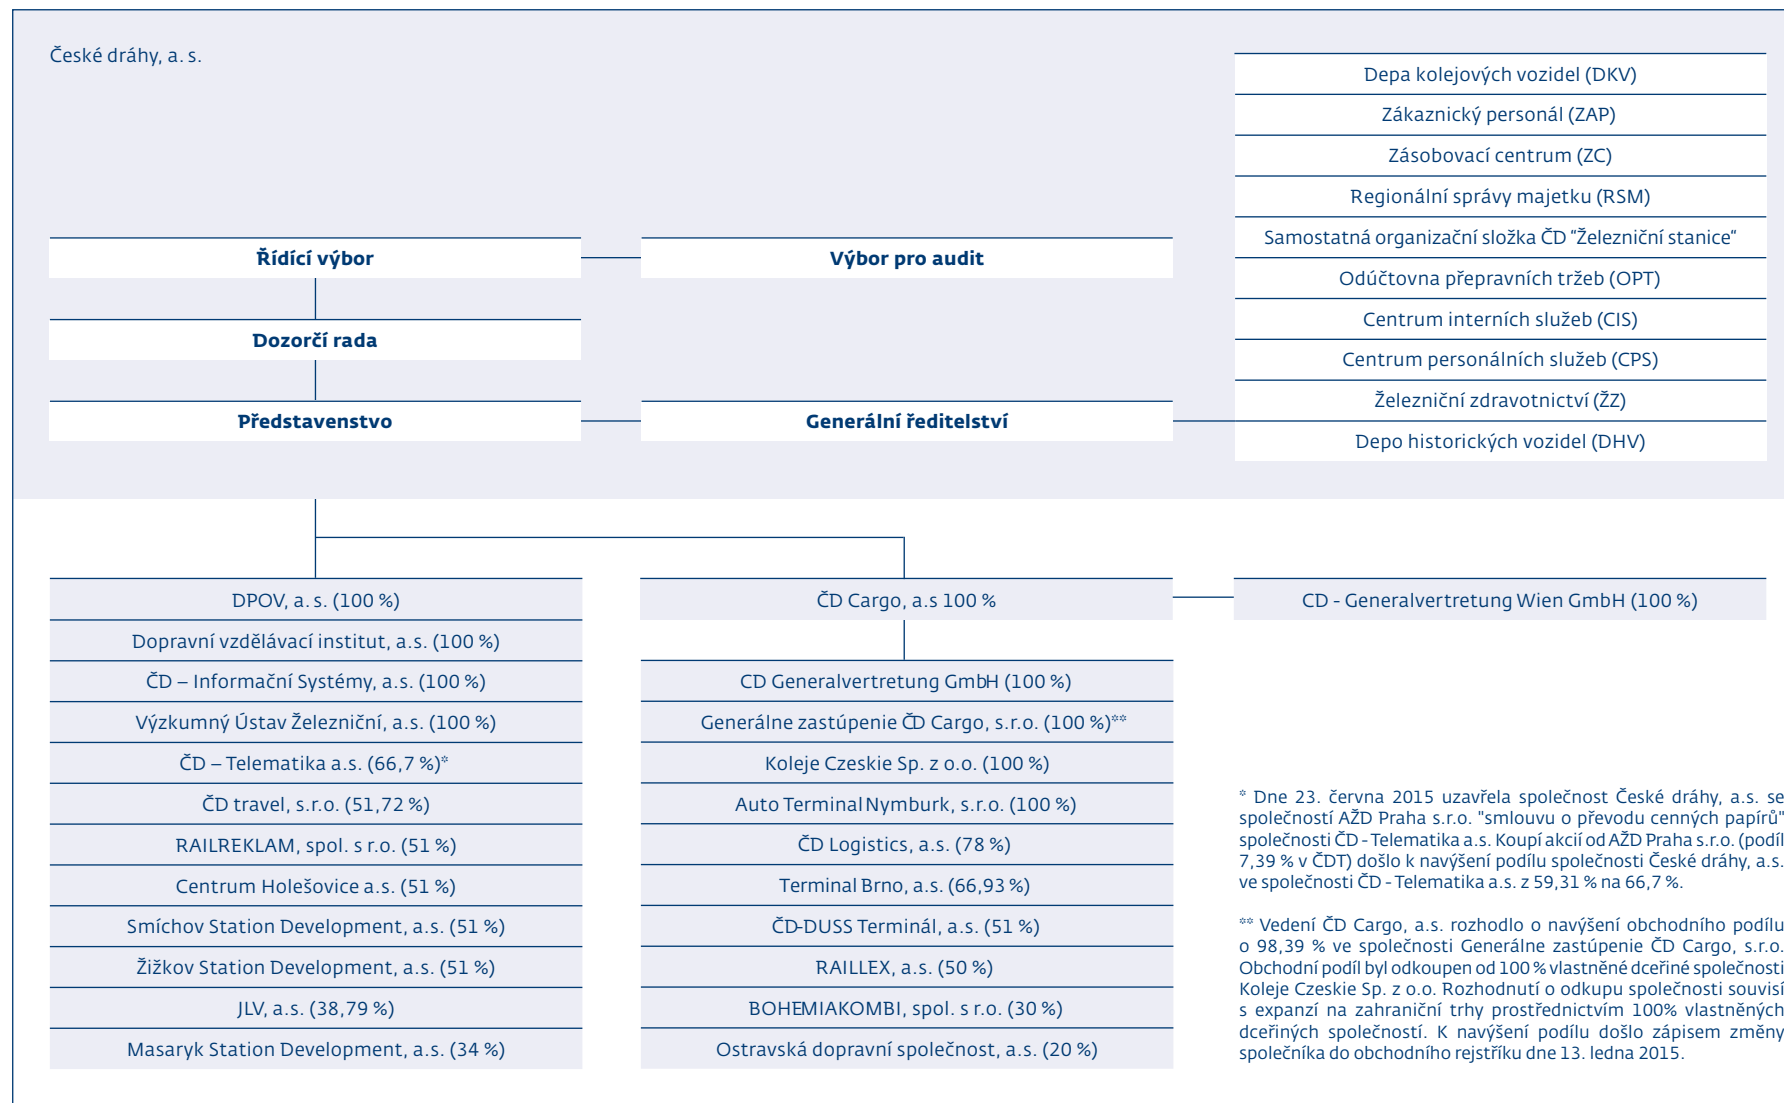 České dráhy, a. s.
Depa kolejových vozidel (DKV)
Zákaznický personál (ZAP)
Zásobovací centrum (ZC)
Regionální správy majetku (RSM)
Samostatná organizační složka ČD "Železniční stanice"
Odúčtovna přepravních tržeb (OPT)
Centrum interních služeb (CIS)
Centrum personálních služeb (CPS)
Železniční zdravotnictví (ŽZ)
Depo historických vozidel (DHV)
Řídící výbor
Výbor pro audit
Dozorčí rada
Představenstvo
Generální ředitelství
DPOV, a. s. (100 %)
Dopravní vzdělávací institut, a.s. (100 %)
ČD – Informační Systémy, a.s. (100 %)
Výzkumný Ústav Železniční, a.s. (100 %)
ČD – Telematika a.s. (66,7 %)*
ČD travel, s.r.o. (51,72 %)
RAILREKLAM, spol. s r.o. (51 %)
Centrum Holešovice a.s. (51 %)
Smíchov Station Development, a.s. (51 %)
Žižkov Station Development, a.s. (51 %)
JLV, a.s. (38,79 %)
Masaryk Station Development, a.s. (34 %)
ČD Cargo, a.s 100 %
CD Generalvertretung GmbH (100 %)
Generálne zastúpenie ČD Cargo, s.r.o. (100 %)**
Koleje Czeskie Sp. z o.o. (100 %)
Auto Terminal Nymburk, s.r.o. (100 %)
ČD Logistics, a.s. (78 %)
Terminal Brno, a.s. (66,93 %)
ČD-DUSS Terminál, a.s. (51 %)
RAILLEX, a.s. (50 %)
BOHEMIAKOMBI, spol. s r.o. (30 %)
Ostravská dopravní společnost, a.s. (20 %)
CD - Generalvertretung Wien GmbH (100 %)
* Dne 23. června 2015 uzavřela společnost České dráhy, a.s. se
společností AŽD Praha s.r.o. "smlouvu o převodu cenných papírů"
společnosti ČD - Telematika a.s. Koupí akcií od AŽD Praha s.r.o. (podíl
7,39 % v ČDT) došlo k navýšení podílu společnosti České dráhy, a.s.
ve společnosti ČD - Telematika a.s. z 59,31 % na 66,7 %.
** Vedení ČD Cargo, a.s. rozhodlo o navýšení obchodního podílu
o 98,39 % ve společnosti Generálne zastúpenie ČD Cargo, s.r.o.
Obchodní podíl byl odkoupen od 100 % vlastněné dceřiné společnosti
Koleje Czeskie Sp. z o.o. Rozhodnutí o odkupu společnosti souvisí
s expanzí na zahraniční trhy prostřednictvím 100% vlastněných
dceřiných společností. K navýšení podílu došlo zápisem změny
společníka do obchodního rejstříku dne 13. ledna 2015.